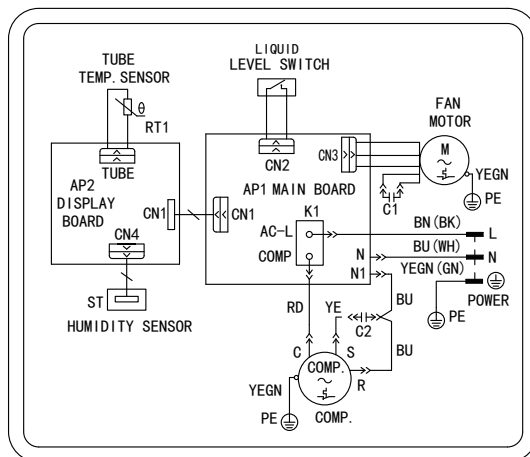 TUBE
TEMP. SENSOR
θ
RT1
LIQUID
LEVEL SWITCH
FAN
MOTOR
TUBE
AP2
DISPLAY
BOARD
CN4
CN1
CN1
CN2
CN3
AP1 MAIN BOARD
M
YEGN
PE
C1
K1
AC-L
COMP
BN(BK)
L
BU(WH)
N
N
YEGN(GN)
N1
POWER
PE
ST
HUMIDITY SENSOR
RD
YE
BU
C2
C
S
BU
COMP.
R
YEGN
PE
COMP.